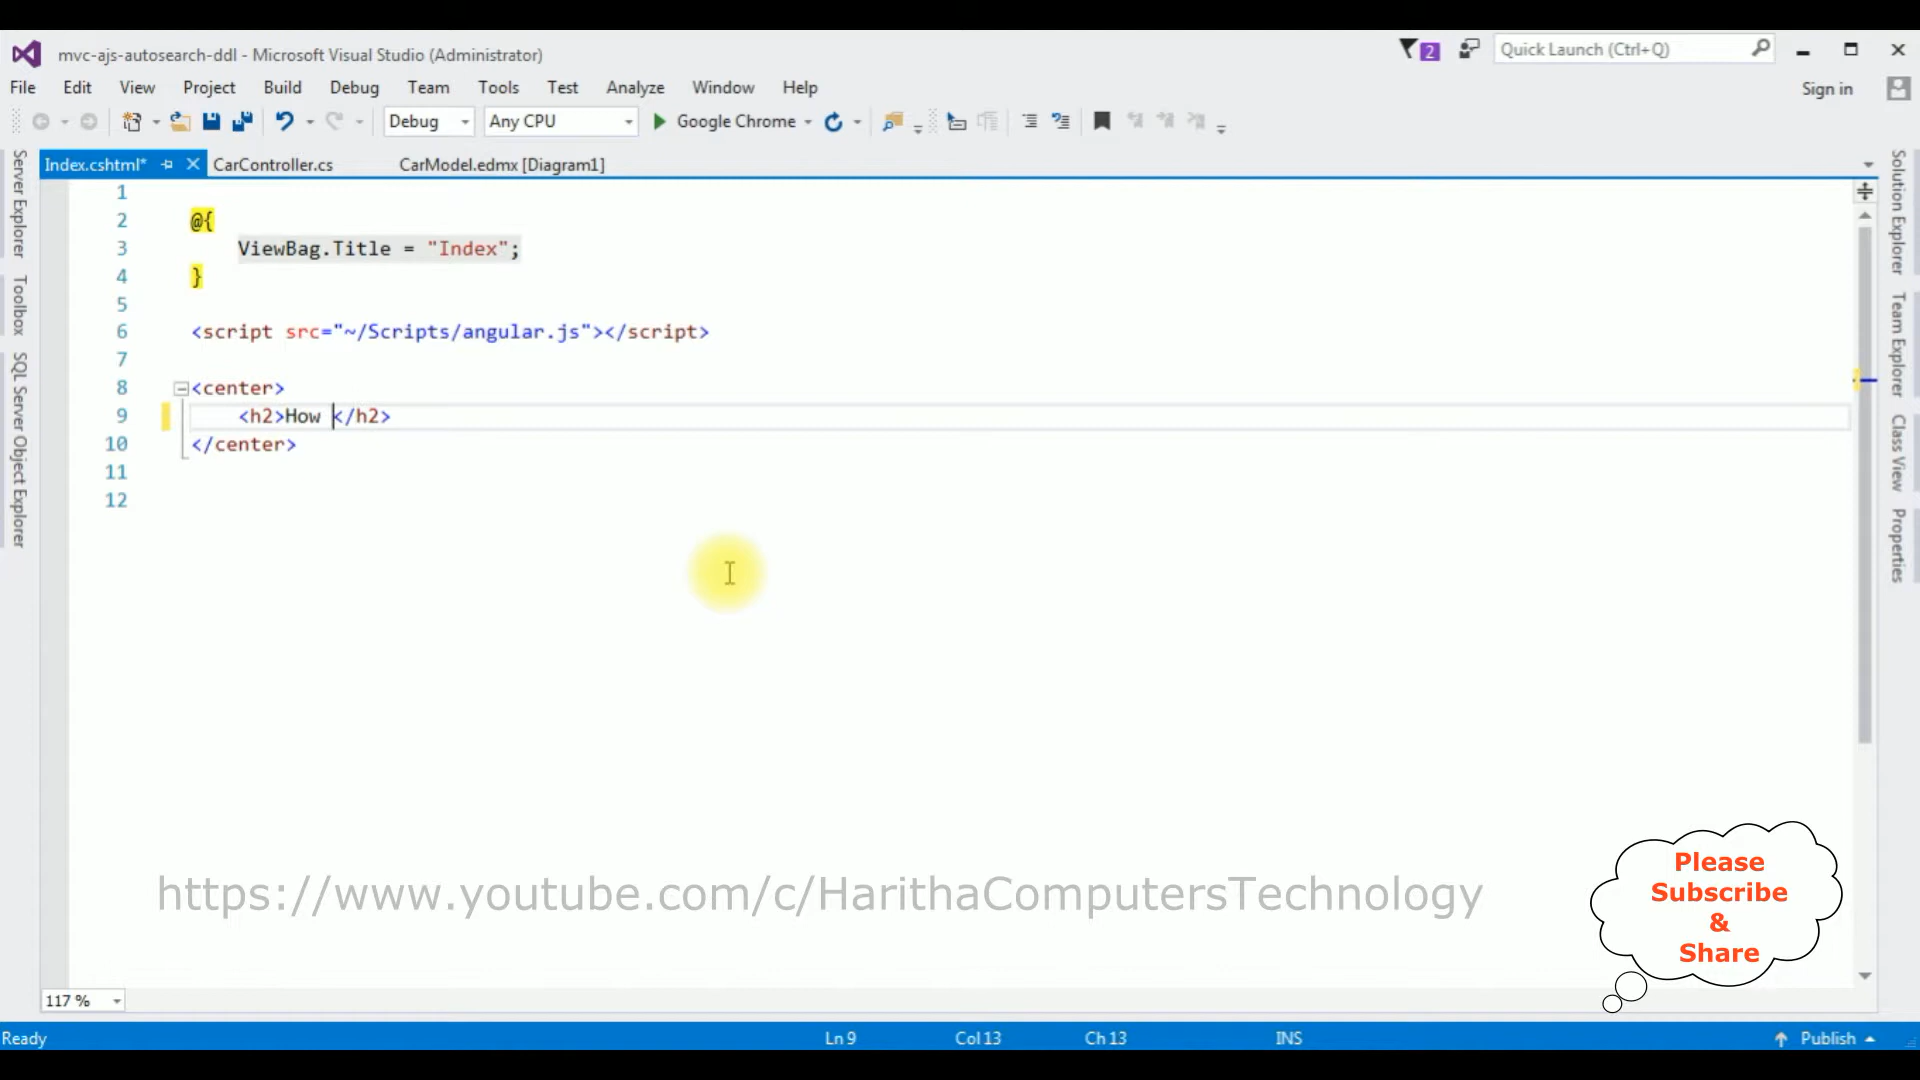 mvc-ajs-autosearch-ddl - Microsoft Visual Studio (Administrator)
2
Quick Launch (Ctrl+Q)
File Edit View Project Build Debug Team Tools Test Analyze Window Help
Sign in
Debug Any CPU Google Chrome
Index.cshtml* CarController.cs CarModel.edmx [Diagram1]
Server Explorer
Toolbox
SQL Server Object Explorer
1
2 @{
3 ViewBag.Title = "Index";
4 }
5
6 <script src="~/Scripts/angular.js"></script>
7
8 <center>
9 <h2>How </h2>
10 </center>
11
12
Solution Explorer
Team Explorer
Class View
Properties
https://www.youtube.com/c/HarithaComputersTechnology
Please
Subscribe
&
Share
117 %
Ready Ln 9 Col 13 Ch 13 INS Publish